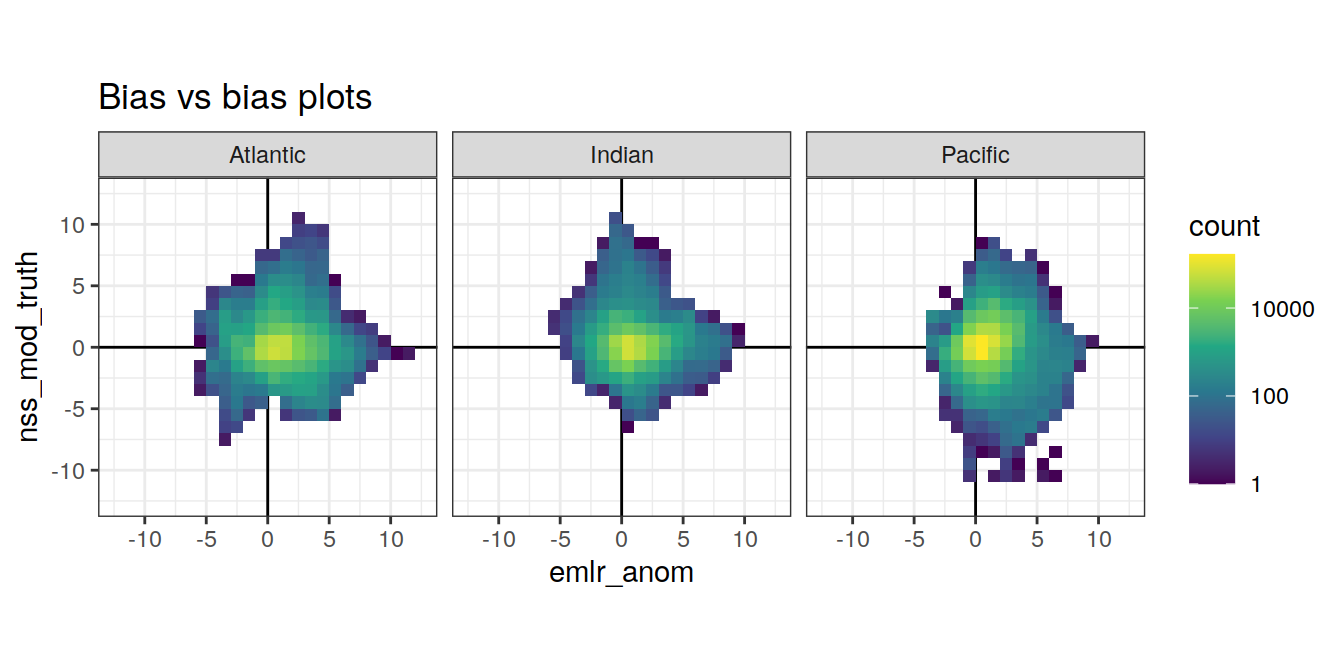 Bias vs bias plots
Atlantic Indian Pacific
nss_mod_truth
10
5
0
-5
-10
-10 -5 0 5 10 -10 -5 0 5 10 -10 -5 0 5 10
emlr_anom
count
10000
100
1